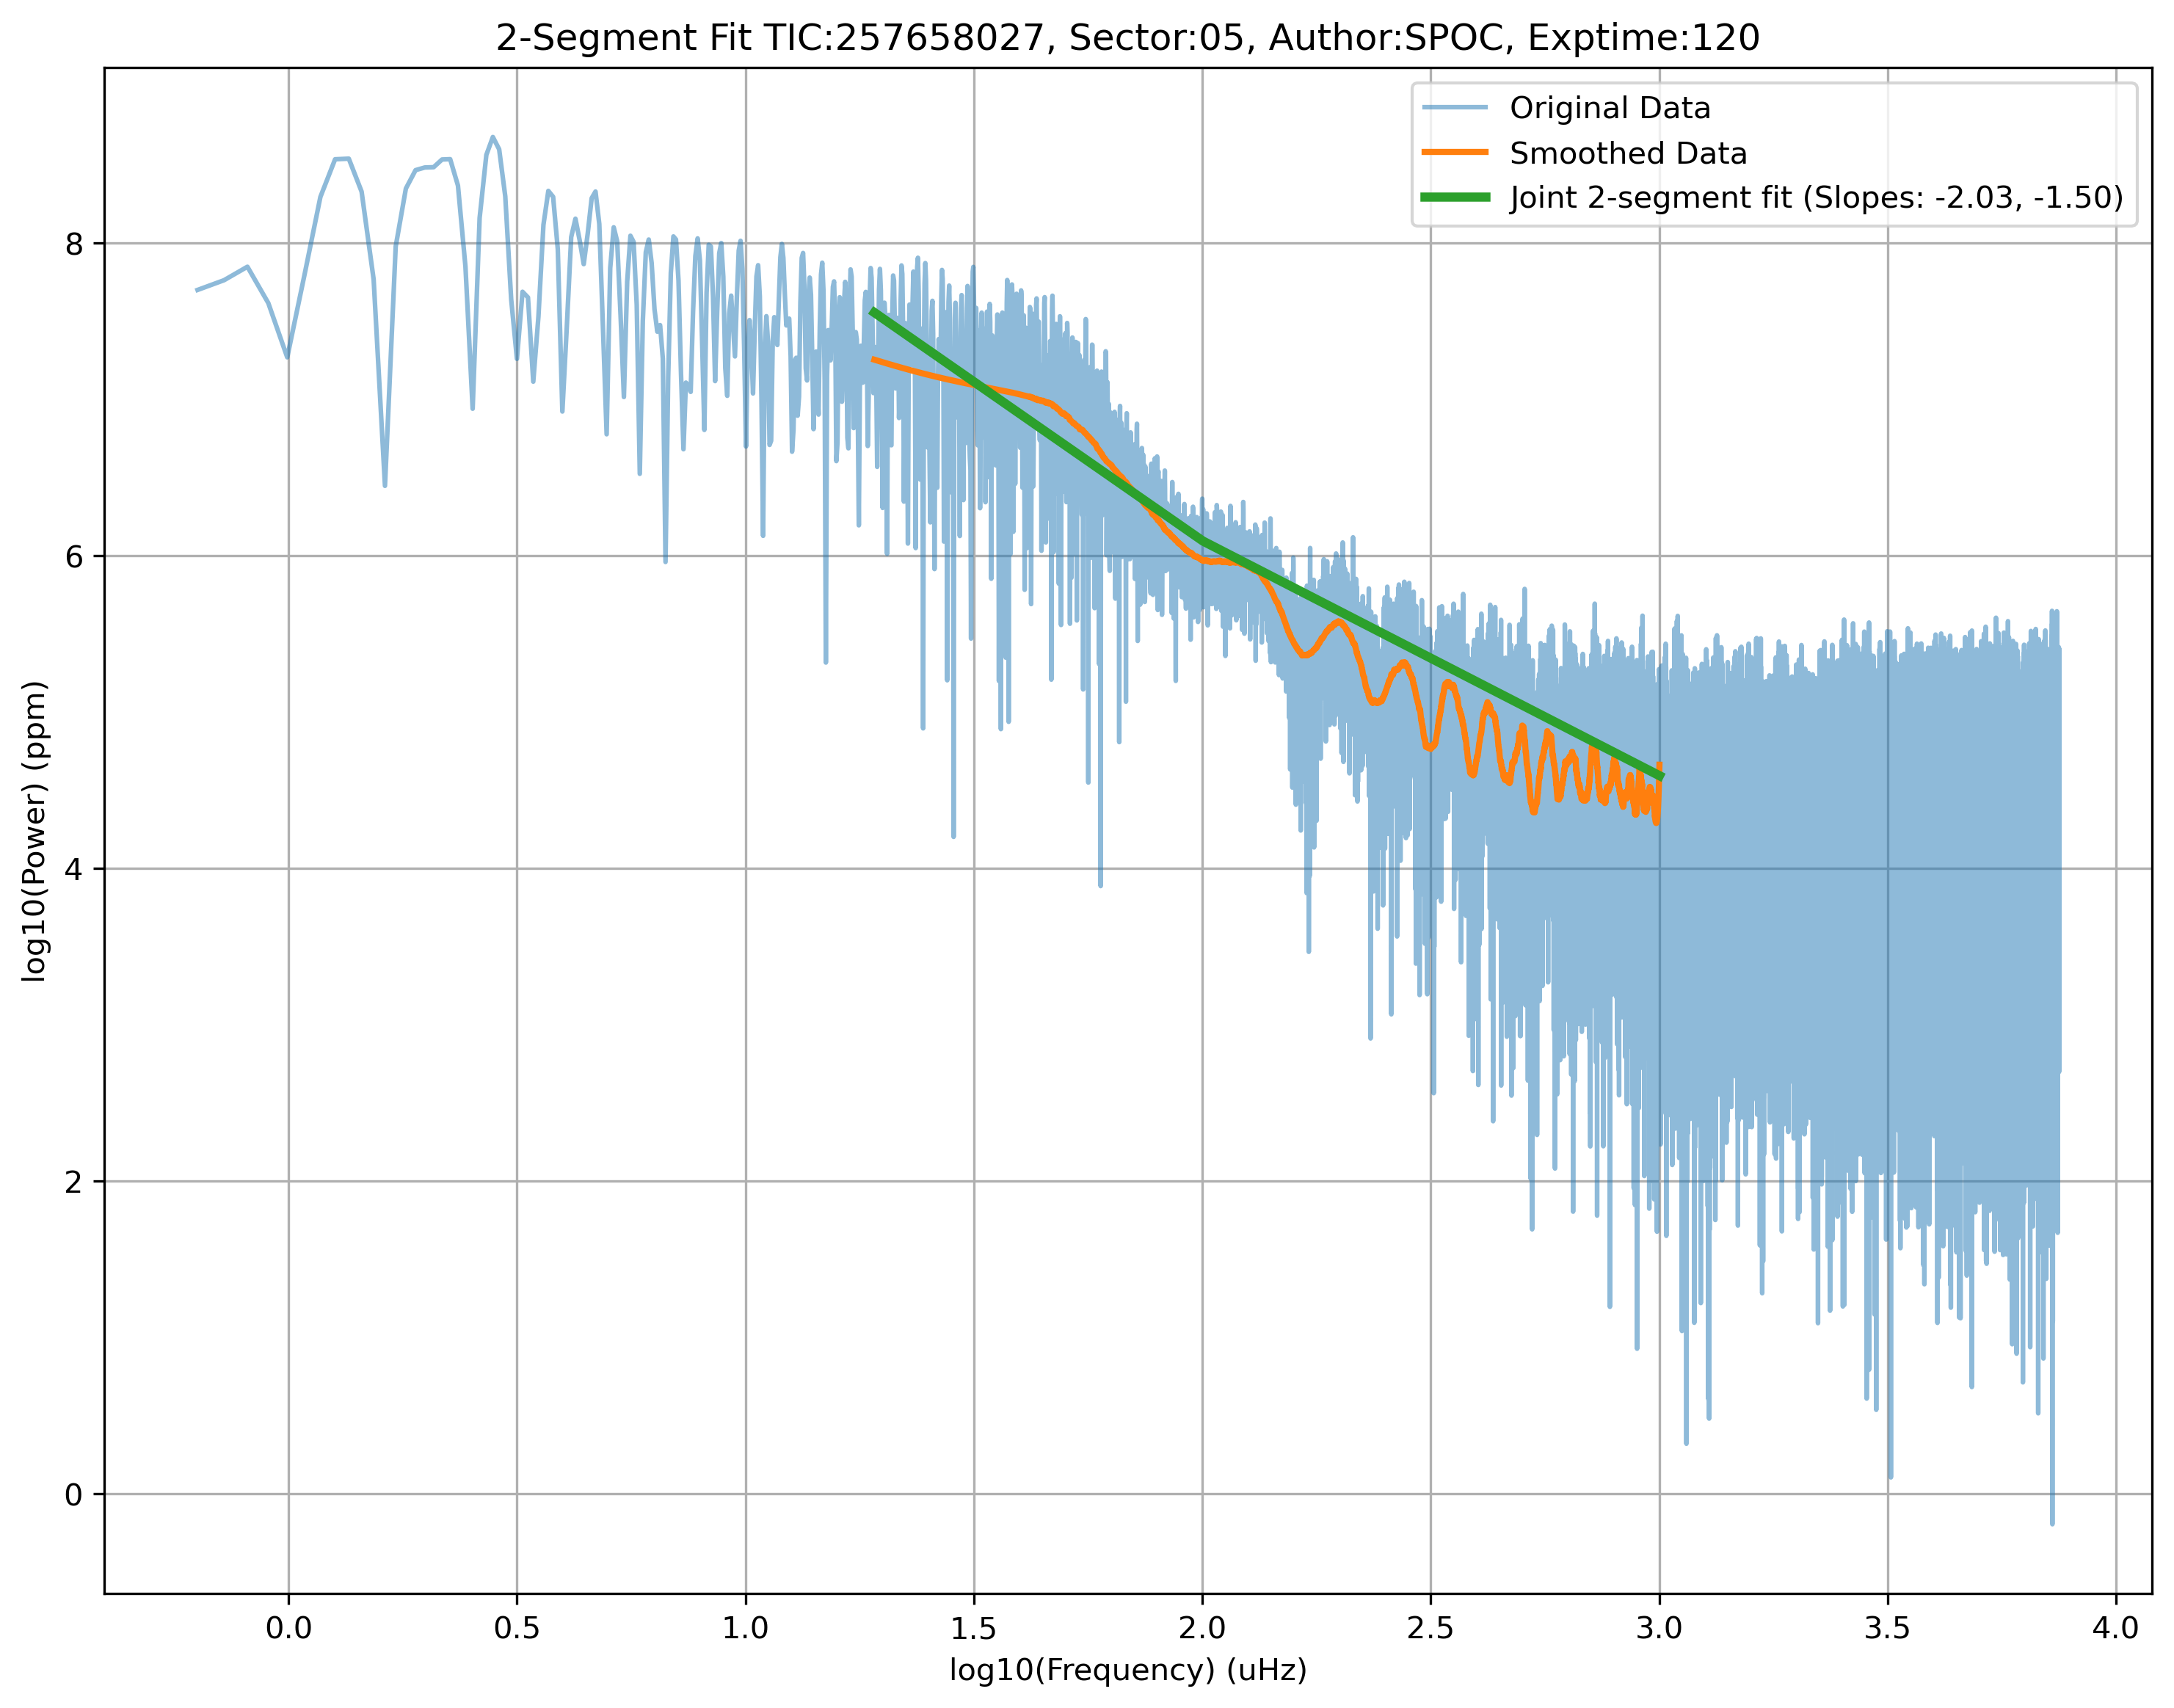 2-Segment Fit TIC:257658027, Sector:05, Author:SPOC, Exptime:120
Original Data
Smoothed Data
Joint 2-segment fit (Slopes: -2.03, -1.50)
log10(Power) (ppm)
8
6
4
2
0
0.0 0.5 1.0 1.5 2.0 2.5 3.0 3.5 4.0
log10(Frequency) (uHz)